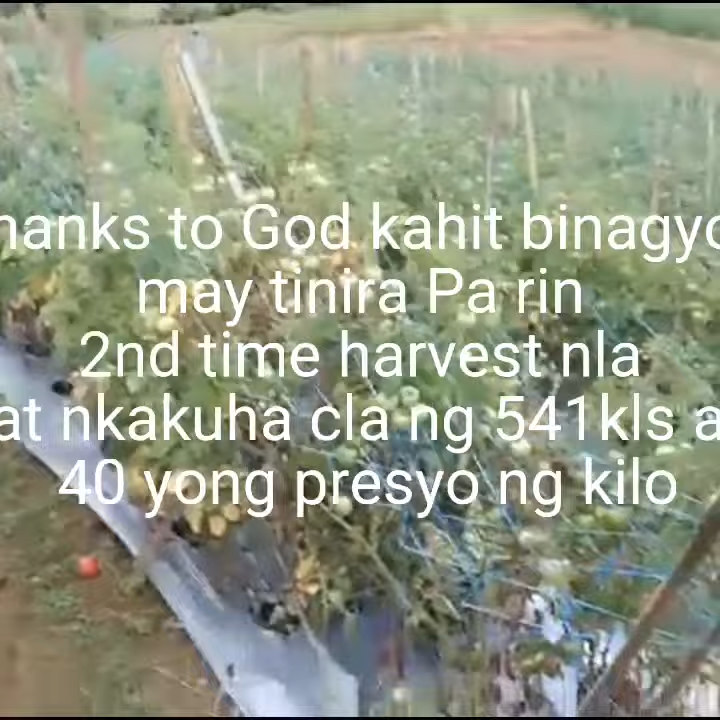 hanks to God kahit binagyo
may tinira Pa rin
2nd time harvest nla
at nkakuha cla ng 541kls a
40 yong presyo ng kilo